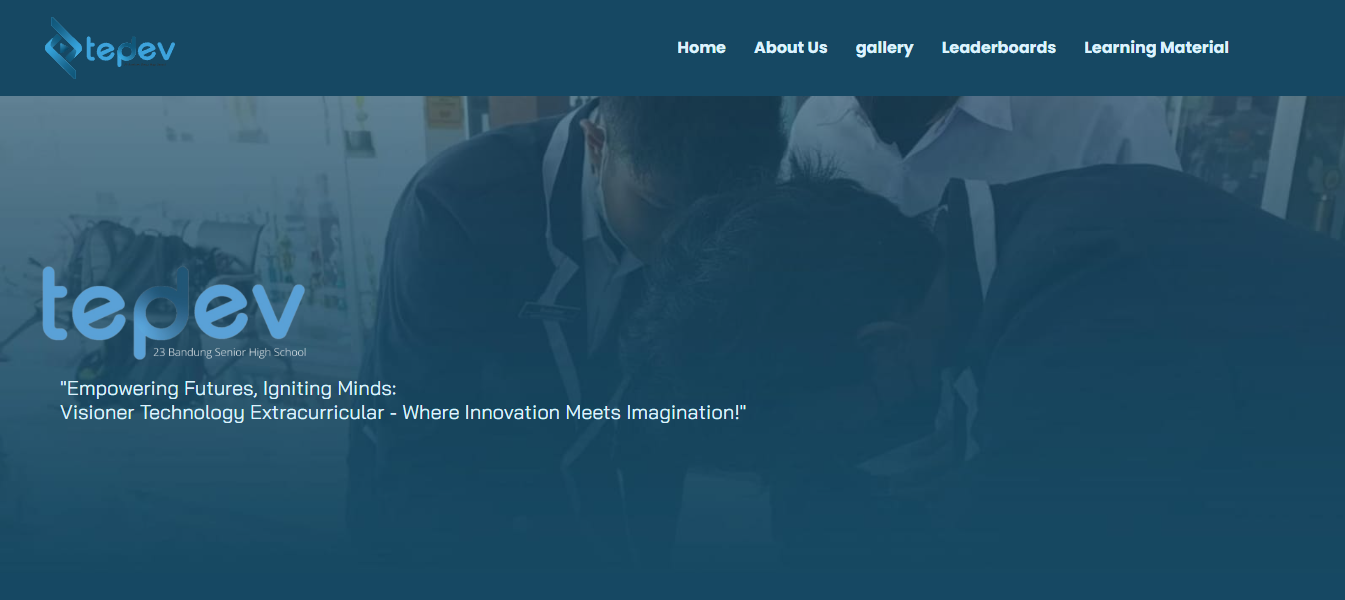 tepev
Home About Us gallery Leaderboards Learning Material
tepev
23 Bandung Senior High School
"Empowering Futures, Igniting Minds:
Visioner Technology Extracurricular - Where Innovation Meets Imagination!"